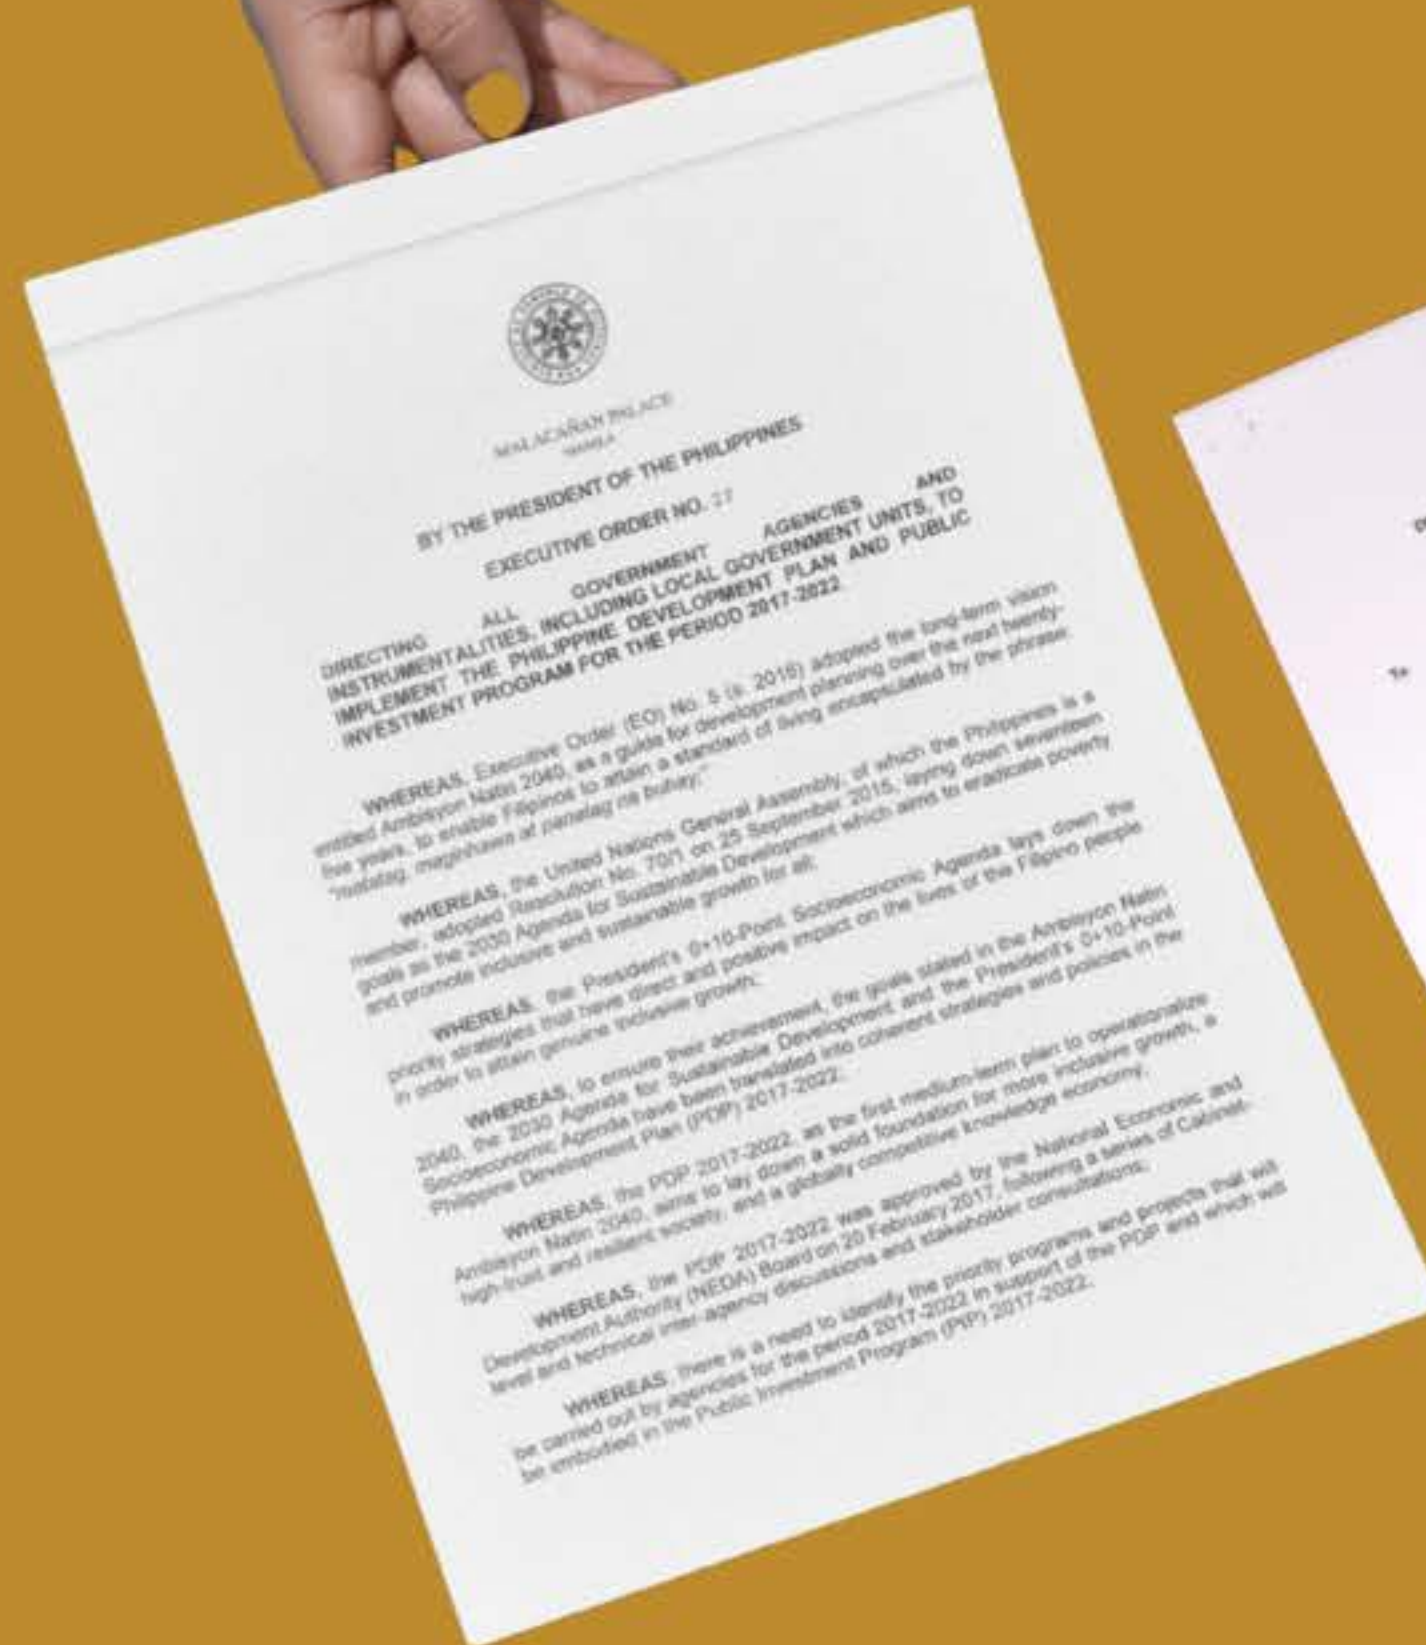 MALACAÑAN PALACE
MANILA
BY THE PRESIDENT OF THE PHILIPPINES
EXECUTIVE ORDER NO. 27
DIRECTING ALL GOVERNMENT AGENCIES AND
INSTRUMENTALITIES, INCLUDING LOCAL GOVERNMENT UNITS, TO
IMPLEMENT THE PHILIPPINE DEVELOPMENT PLAN AND PUBLIC
INVESTMENT PROGRAM FOR THE PERIOD 2017-2022
WHEREAS, Executive Order (EO) No. 5 (s. 2016) adopted the long-term vision
entitled Ambisyon Natin 2040, as a guide for development planning over the next twenty-
five years, to enable Filipinos to attain a standard of living encapsulated by the phrase:
"matatag, maginhawa at panatag na buhay;"
WHEREAS, the United Nations General Assembly, of which the Philippines is a
member, adopted Resolution No. 70/1 on 25 September 2015, laying down seventeen
goals as the 2030 Agenda for Sustainable Development which aims to eradicate poverty
and promote inclusive and sustainable growth for all;
WHEREAS, the President's 0+10-Point Socioeconomic Agenda lays down the
priority strategies that have direct and positive impact on the lives of the Filipino people
in order to attain genuine inclusive growth;
WHEREAS, to ensure their achievement, the goals stated in the Ambisyon Natin
2040, the 2030 Agenda for Sustainable Development and the President's 0+10-Point
Socioeconomic Agenda have been translated into coherent strategies and policies in the
Philippine Development Plan (PDP) 2017-2022;
WHEREAS, the PDP 2017-2022, as the first medium-term plan to operationalize
Ambisyon Natin 2040, aims to lay down a solid foundation for more inclusive growth, a
high-trust and resilient society, and a globally competitive knowledge economy;
WHEREAS, the PDP 2017-2022 was approved by the National Economic and
Development Authority (NEDA) Board on 20 February 2017, following a series of Cabinet-
level and technical inter-agency discussions and stakeholder consultations;
WHEREAS, there is a need to identify the priority programs and projects that will
be carried out by agencies for the period 2017-2022 in support of the PDP and which will
be embodied in the Public Investment Program (PIP) 2017-2022;
To